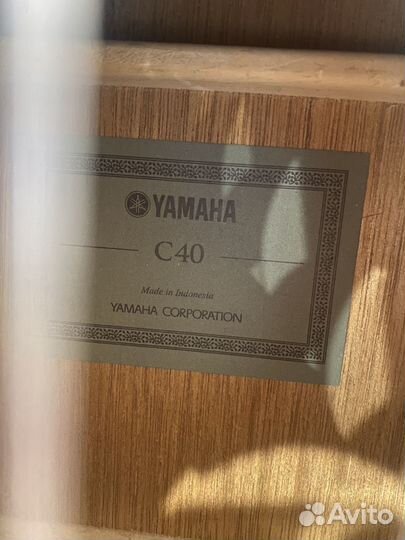 YAMAHA
C40
Made in Indonesia
YAMAHA CORPORATION
Avito